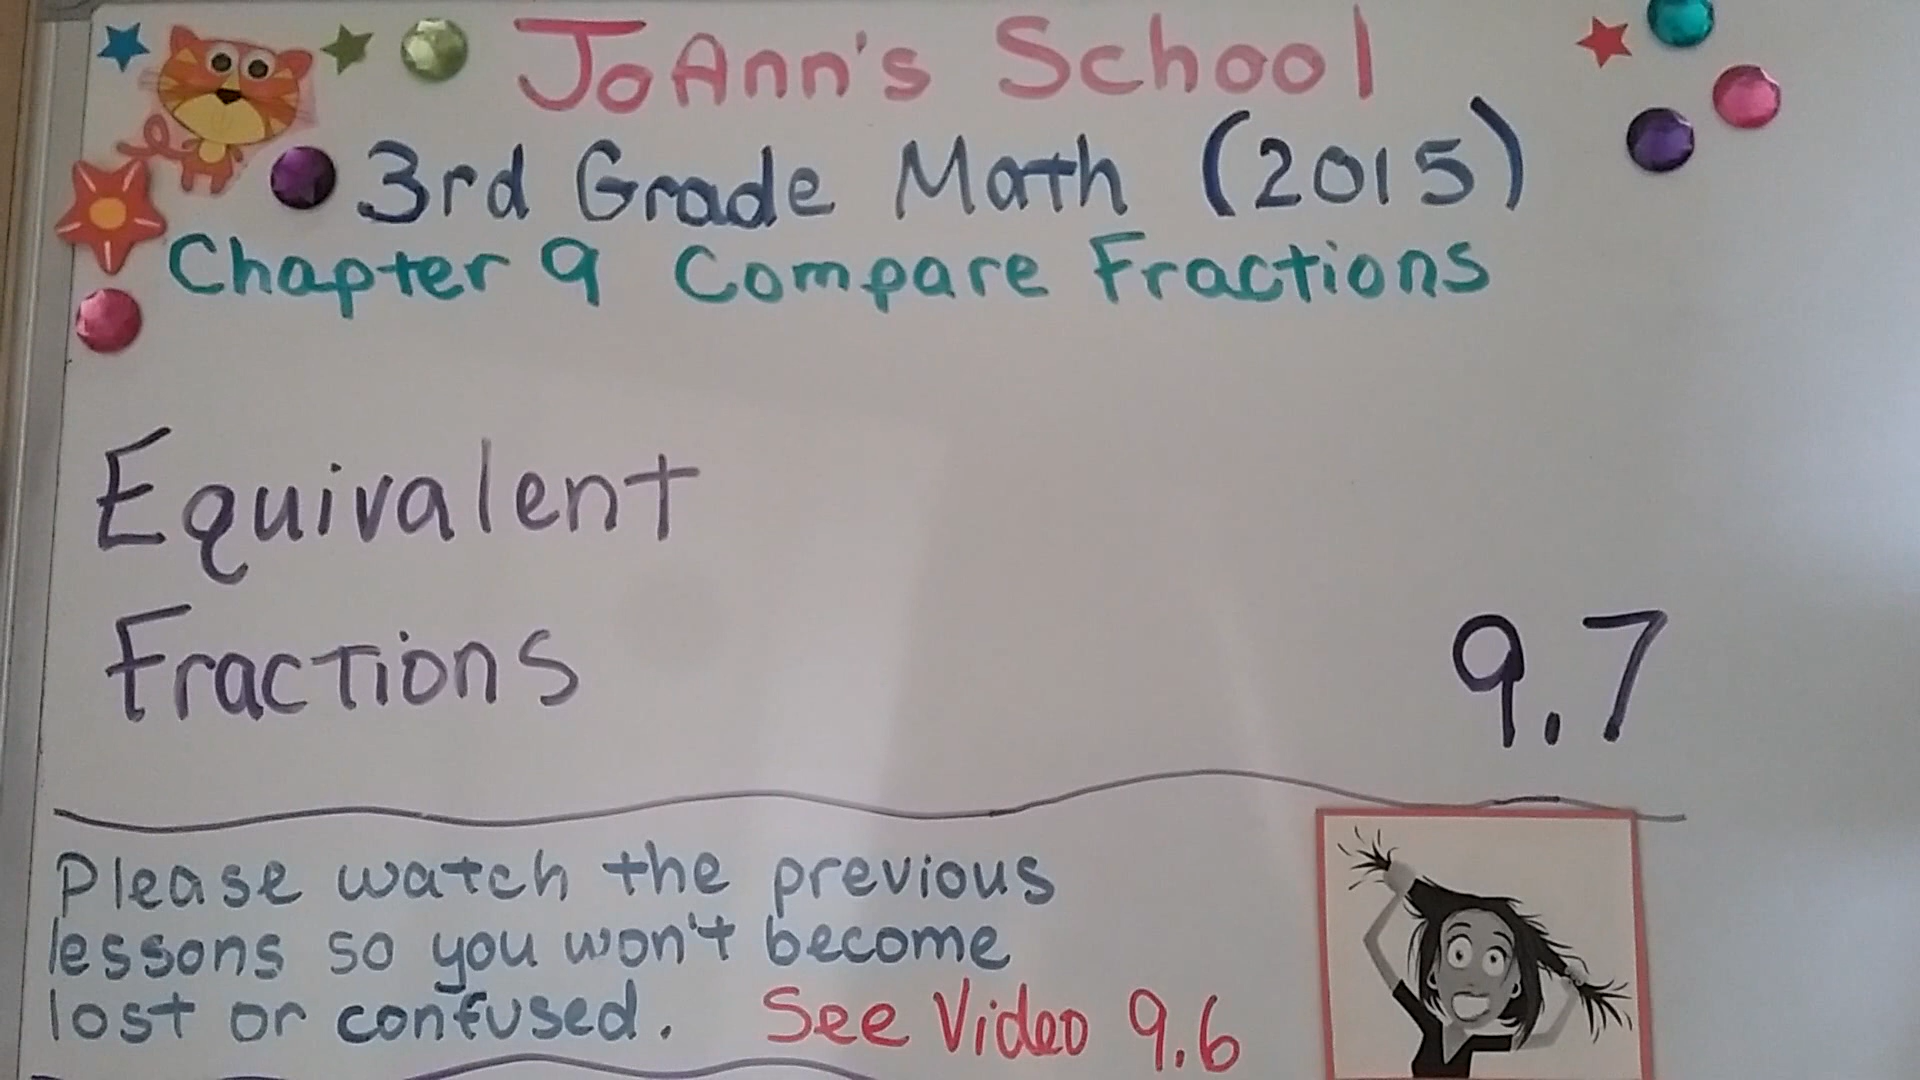 JoAnn's School
3rd Grade Math (2015)
Chapter 9 Compare Fractions
Equivalent
Fractions
9.7
Please watch the previous
lessons so you won't become
lost or confused. See Video 9.6